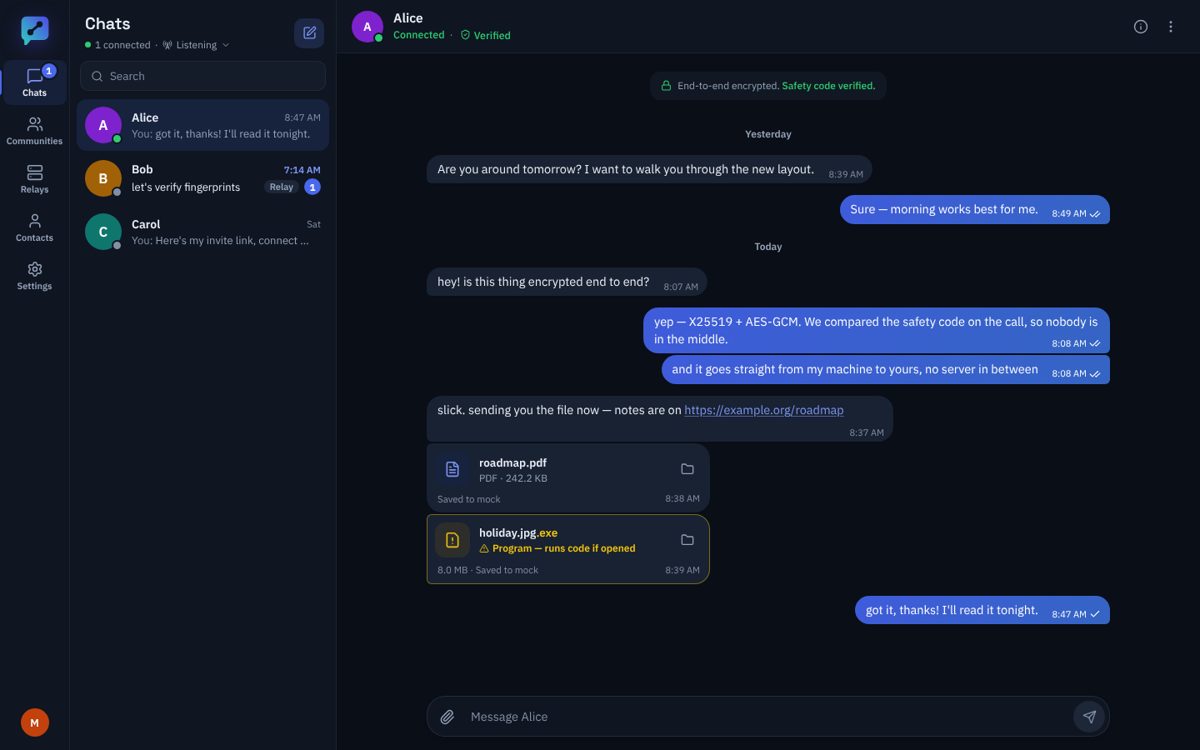 Chats
1 connected · Listening
Search
1
Chats
Communities
Relays
Contacts
Settings
M
A
Alice
8:47 AM
You: got it, thanks! I'll read it tonight.
B
Bob
7:14 AM
let's verify fingerprints
Relay
1
C
Carol
Sat
You: Here's my invite link, connect ...
A
Alice
Connected · Verified
End-to-end encrypted. Safety code verified.
Yesterday
Are you around tomorrow? I want to walk you through the new layout. 8:39 AM
Sure — morning works best for me. 8:49 AM
Today
hey! is this thing encrypted end to end? 8:07 AM
yep — X25519 + AES-GCM. We compared the safety code on the call, so nobody is
in the middle. 8:08 AM
and it goes straight from my machine to yours, no server in between 8:08 AM
slick. sending you the file now — notes are on https://example.org/roadmap
8:37 AM
roadmap.pdf
PDF · 242.2 KB
Saved to mock 8:38 AM
holiday.jpg.exe
Program — runs code if opened
8.0 MB · Saved to mock 8:39 AM
got it, thanks! I'll read it tonight. 8:47 AM
Message Alice